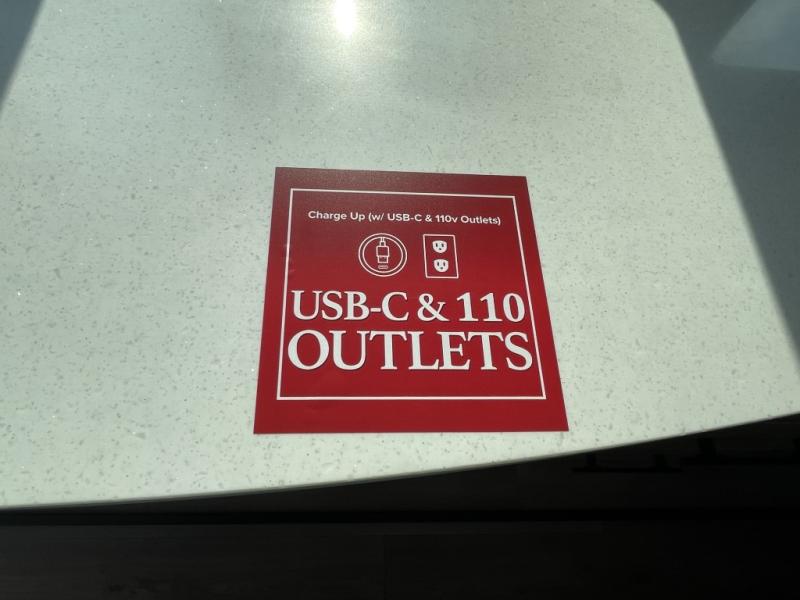 Charge Up (w/ USB-C & 110v Outlets)
USB-C & 110
OUTLETS